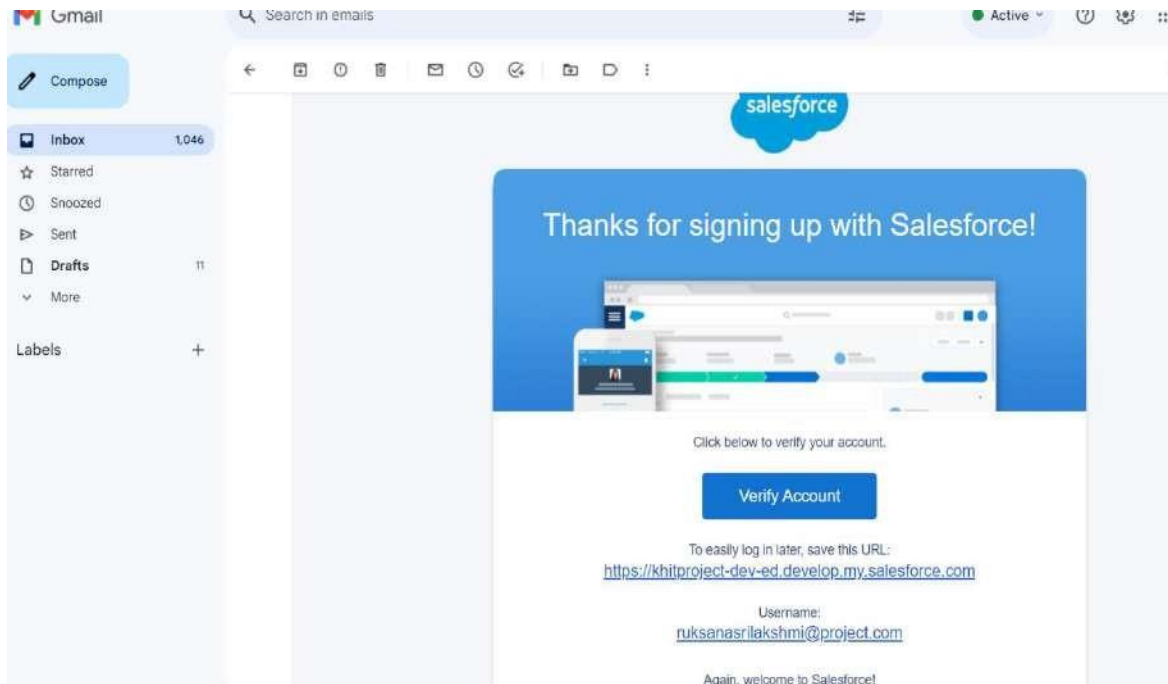 Gmail
Search in emails
Active
Compose
Inbox 1,046
Starred
Snoozed
Sent
Drafts 11
More
Labels
salesforce
Thanks for signing up with Salesforce!
Click below to verify your account.
Verify Account
To easily log in later, save this URL:
https://khitproject-dev-ed.develop.my.salesforce.com
Username:
ruksanasrilakshmi@project.com
Again, welcome to Salesforce!